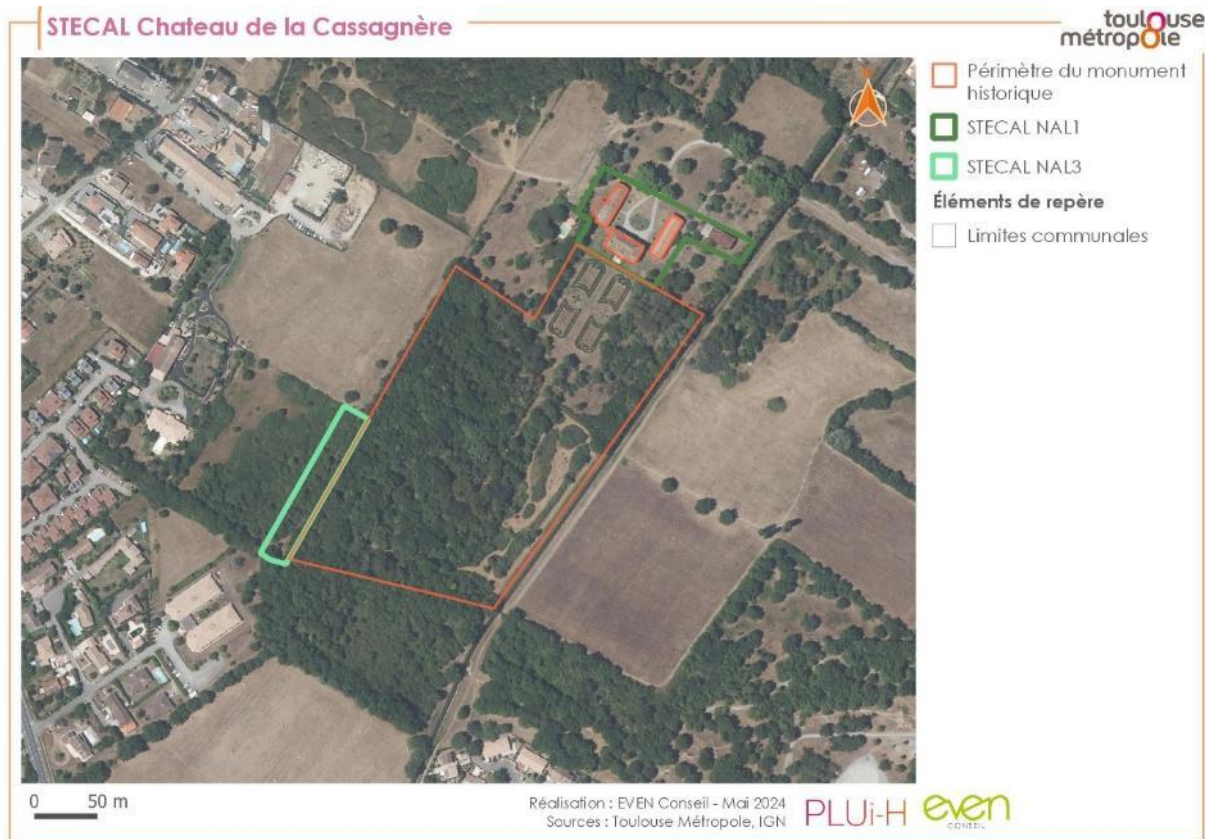 STECAL Chateau de la Cassagnère
toulouse
métropole
Périmètre du monument
historique
STECAL NAL1
STECAL NAL3
Éléments de repère
Limites communales
0 50 m
Réalisation : EVEN Conseil - Mai 2024
Sources : Toulouse Métropole, IGN
PLUi-H
even
CONSEIL